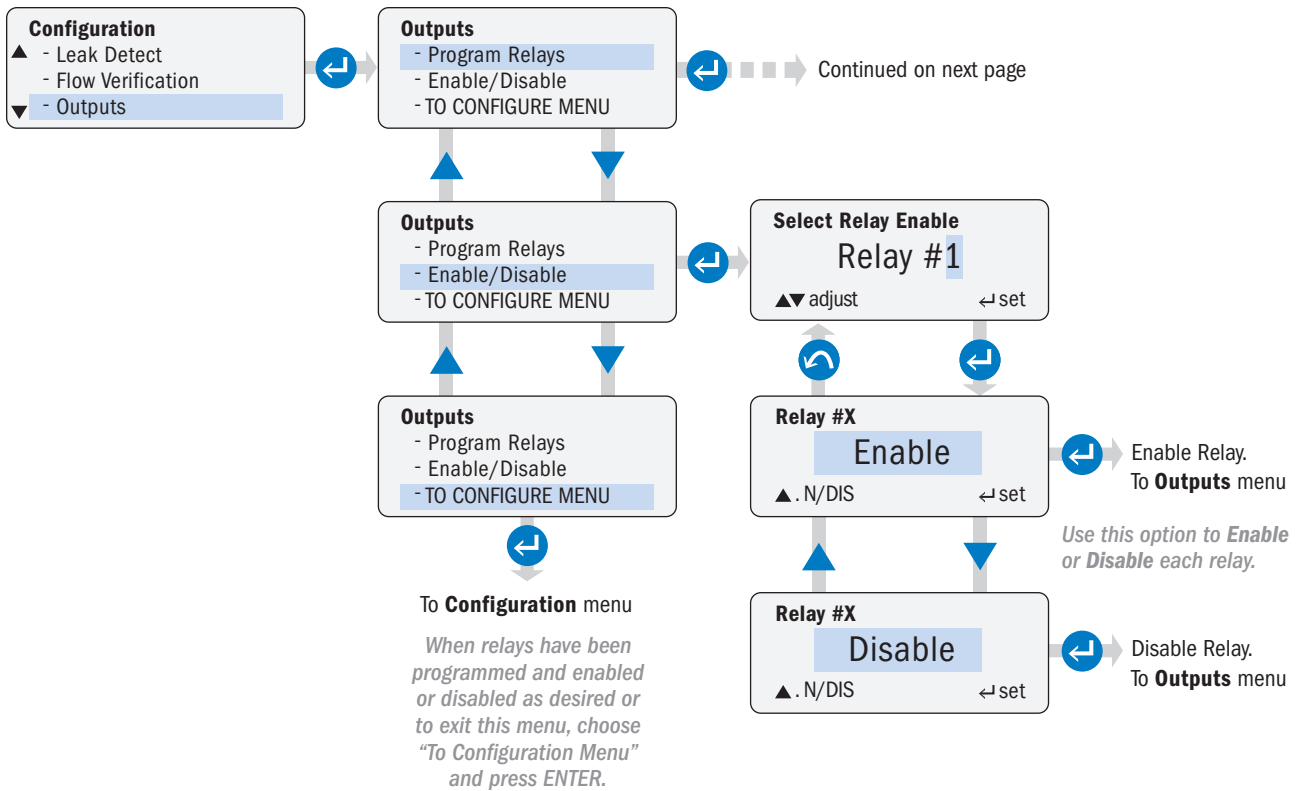 Configuration
- Leak Detect
- Flow Verification
- Outputs
Outputs
- Program Relays
- Enable/Disable
- TO CONFIGURE MENU
Continued on next page
Outputs
- Program Relays
- Enable/Disable
- TO CONFIGURE MENU
Select Relay Enable
Relay #1
▲▼ adjust
↵ set
Outputs
- Program Relays
- Enable/Disable
- TO CONFIGURE MENU
Relay #X
Enable
▲ . N/DIS
↵ set
Enable Relay.
To Outputs menu
Use this option to Enable
or Disable each relay.
To Configuration menu
When relays have been
programmed and enabled
or disabled as desired or
to exit this menu, choose
“To Configuration Menu”
and press ENTER.
Relay #X
Disable
▲ . N/DIS
↵ set
Disable Relay.
To Outputs menu